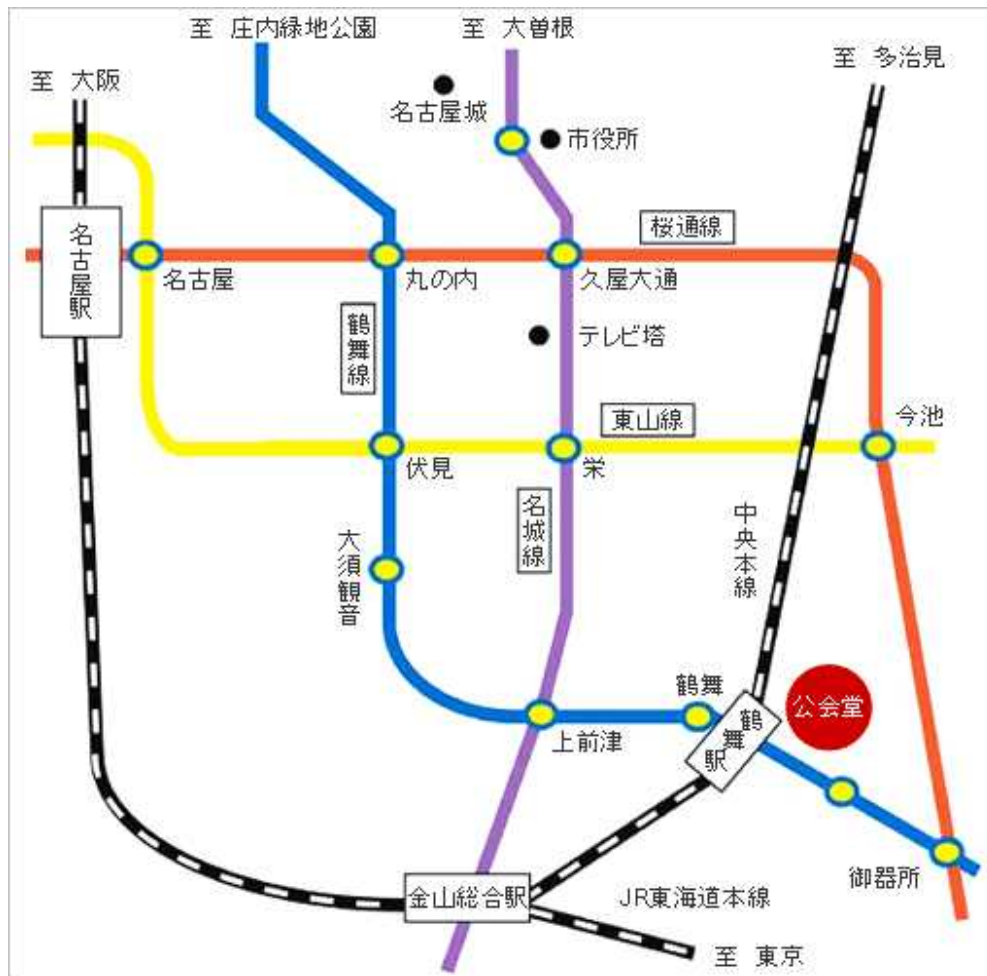 至 庄内緑地公園
至 大曽根
至 多治見
至 大阪
名古屋城
市役所
桜通線
名古屋駅
名古屋
丸の内
久屋大通
鶴舞線
テレビ塔
東山線
今池
伏見
栄
名城線
中央本線
大須観音
鶴舞
公会堂
鶴舞駅
上前津
御器所
金山総合駅
JR東海道本線
至 東京